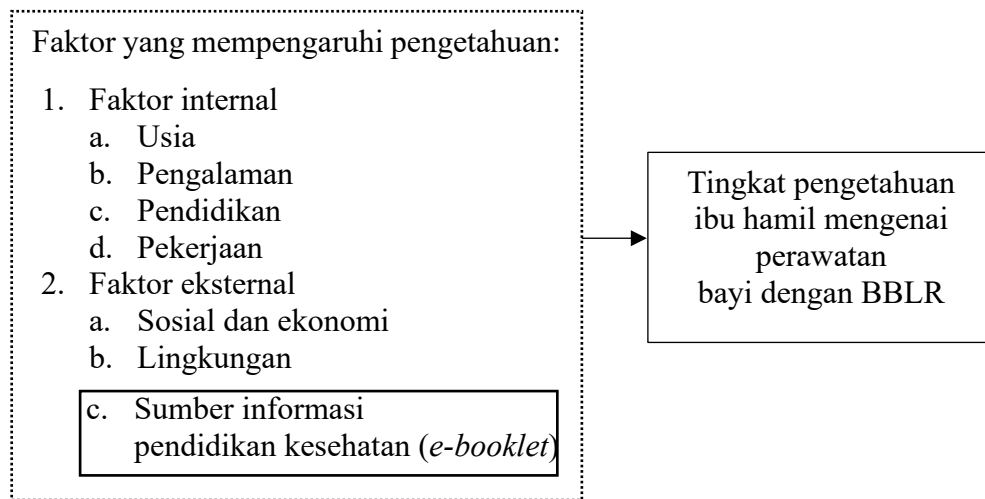 Faktor yang mempengaruhi pengetahuan:
1. Faktor internal
a. Usia
b. Pengalaman
c. Pendidikan
d. Pekerjaan
2. Faktor eksternal
a. Sosial dan ekonomi
b. Lingkungan
c. Sumber informasi
pendidikan kesehatan (e-booklet)
Tingkat pengetahuan
ibu hamil mengenai
perawatan
bayi dengan BBLR